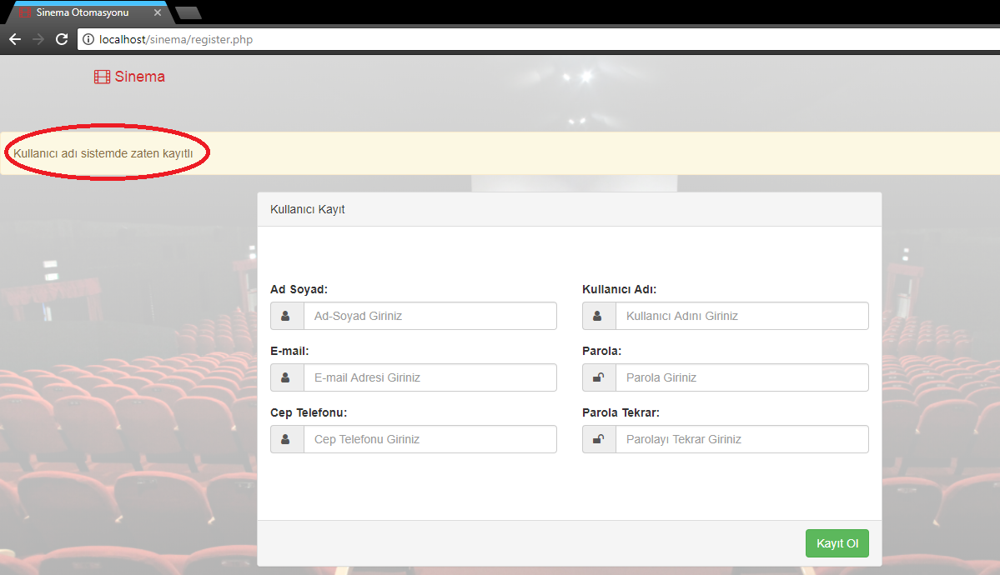 Sinema Otomasyonu
localhost/sinema/register.php
Sinema
Kullanıcı adı sistemde zaten kayıtlı
Kullanıcı Kayıt
Ad Soyad: Kullanıcı Adı:
Ad-Soyad Giriniz Kullanıcı Adını Giriniz
E-mail: Parola:
E-mail Adresi Giriniz Parola Giriniz
Cep Telefonu: Parola Tekrar:
Cep Telefonu Giriniz Parolayı Tekrar Giriniz
Kayıt Ol